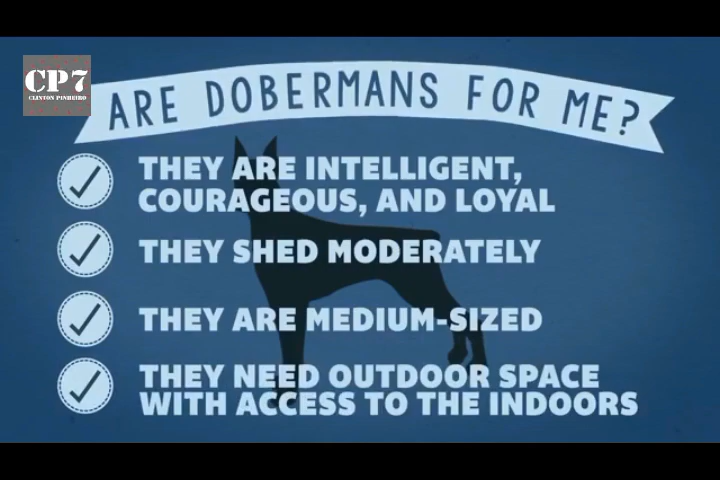 CP7
CLINTON PINHEIRO
ARE DOBERMANS FOR ME?
THEY ARE INTELLIGENT,
COURAGEOUS, AND LOYAL
THEY SHED MODERATELY
THEY ARE MEDIUM-SIZED
THEY NEED OUTDOOR SPACE
WITH ACCESS TO THE INDOORS